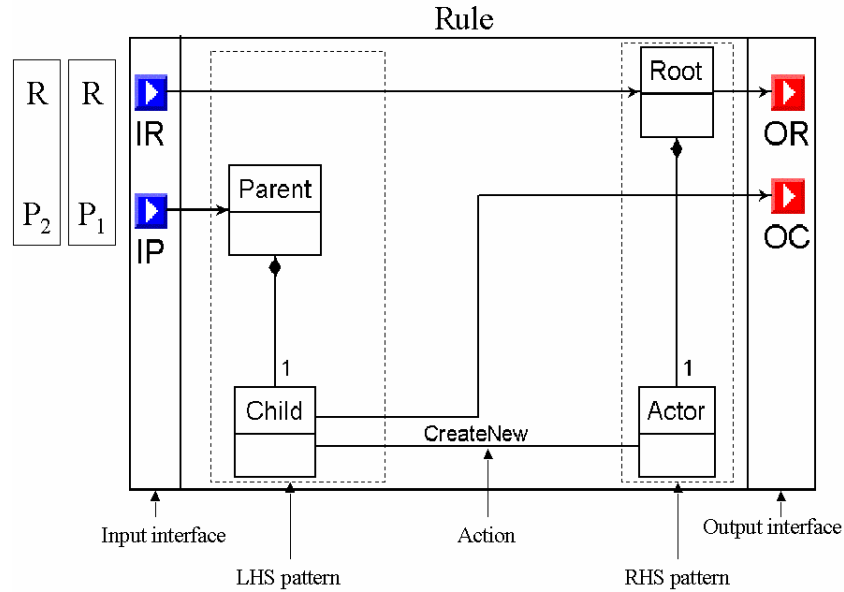 Rule
R R
IR
Root
OR
Parent
P2 P1
IP
OC
1
1
Child
Actor
CreateNew
Input interface
Action
Output interface
LHS pattern
RHS pattern